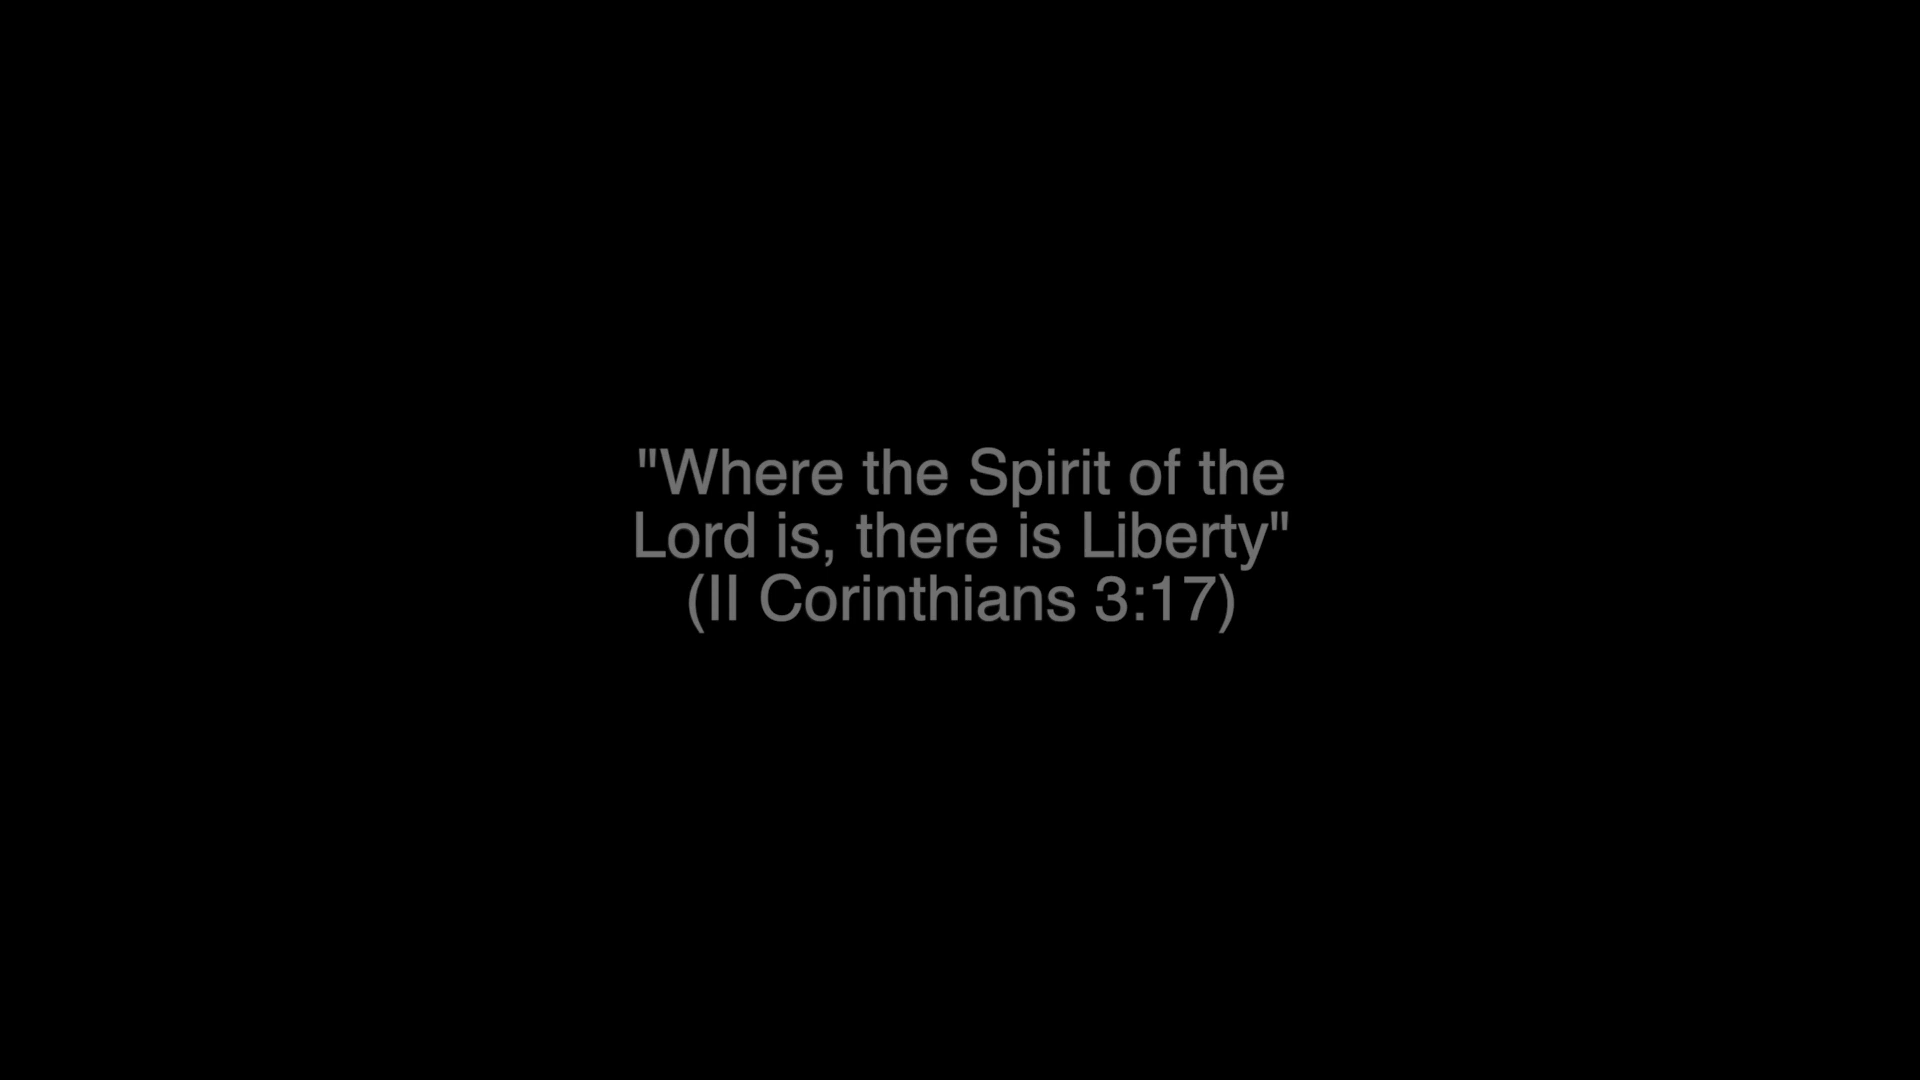 "Where the Spirit of the
Lord is, there is Liberty"
(II Corinthians 3:17)